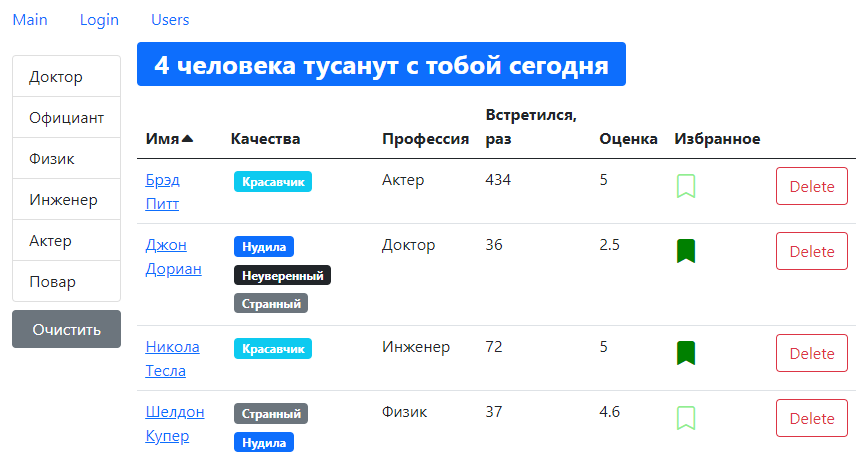 Main Login Users
Доктор
Официант
Физик
Инженер
Актер
Повар
Очистить
4 человека тусанут с тобой сегодня
Имя Качества Профессия Встретился, раз Оценка Избранное
Брэд Питт Красавчик Актер 434 5 Delete
Джон Дориан Нудила Неуверенный Странный Доктор 36 2.5 Delete
Никола Тесла Красавчик Инженер 72 5 Delete
Шелдон Купер Странный Нудила Физик 37 4.6 Delete